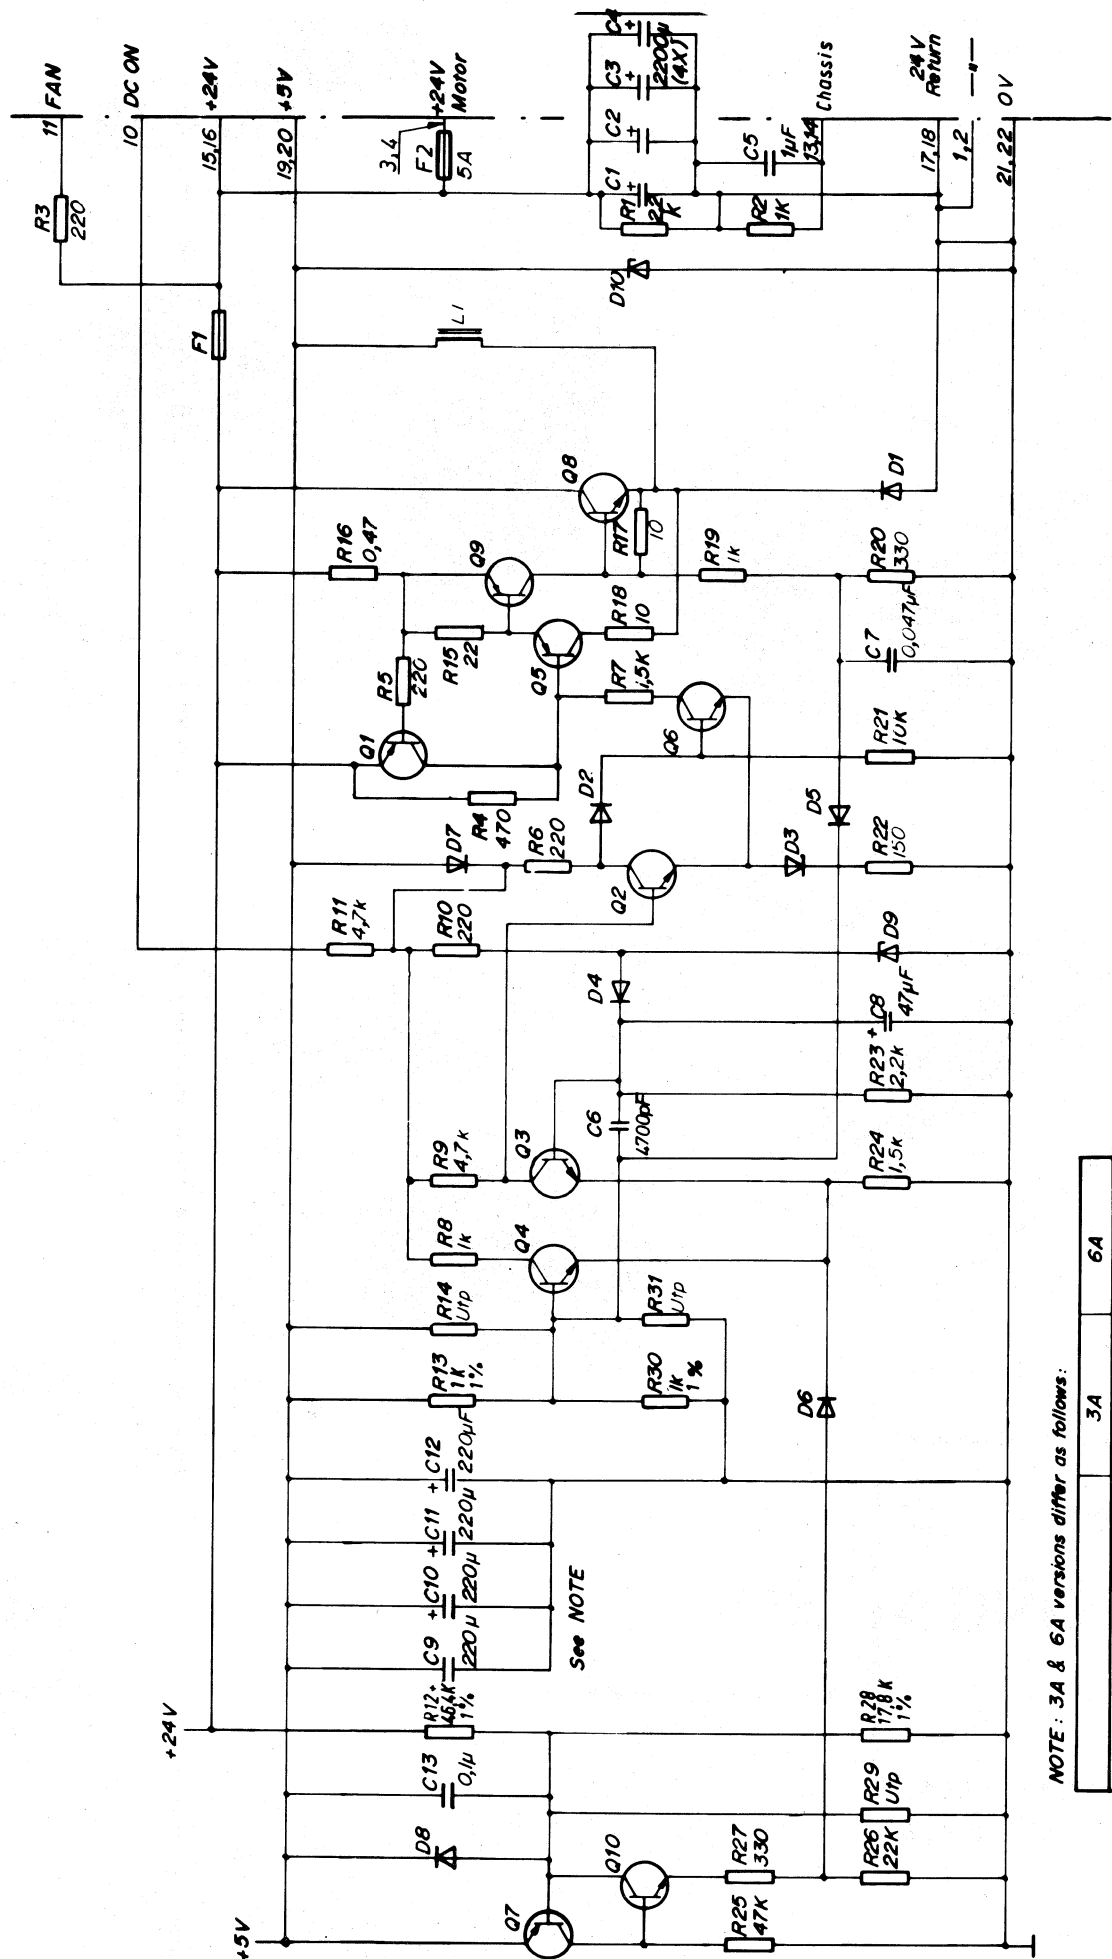 +5V
+24V
Q7
D8
C13
0,1µ
R12
1%
C9
220µ
+C10
220µ
+C11
220µ
+C12
220µF
R13
1K
1%
R14
Utp
R8
1k
R9
4,7k
R11
4,7k
R10
220
D7
R4
470
R6
220
Q1
R5
220
R15
22
R16
0,47
Q9
Q5
R18
10
R17
10
Q8
F1
R3
220
L1
11 FAN
10 DC ON
15,16 +24V
19,20 +5V
3,4
F2
5A
+24V
Motor
C1
C2
C3
C4
2200µ
(4X)
R1
22
K
R2
1K
C5
1µF
13,14
Chassis
24V
Return
17,18
1,2 —"—
21,22
0V
D10
D1
R19
1k
R20
330
C7
0,047µF
R7
1,5K
Q6
R21
10K
D2
D5
Q2
D3
R22
150
D4
D9
C8
47µF
R23
2,2k
C6
4700pF
Q3
R24
1,5k
Q4
R31
Utp
R30
1k
1%
D6
See NOTE
Q10
R27
330
R25
47K
R26
22K
R29
Utp
R28
17,8K
1%
NOTE : 3A & 6A versions differ as follows:
3A
6A